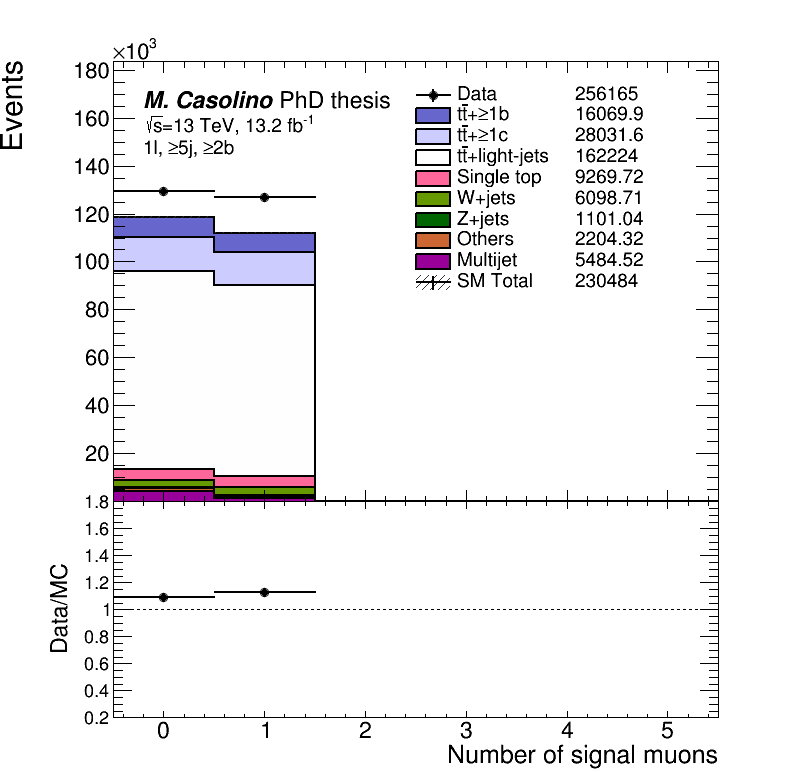 ×10³
Events
180
160
140
120
100
80
60
40
20
M. Casolino PhD thesis
√s=13 TeV, 13.2 fb⁻¹
1l, ≥5j, ≥2b
Data 256165
tt̄+≥1b 16069.9
tt̄+≥1c 28031.6
tt̄+light-jets 162224
Single top 9269.72
W+jets 6098.71
Z+jets 1101.04
Others 2204.32
Multijet 5484.52
SM Total 230484
Data/MC
1.8
1.6
1.4
1.2
1
0.8
0.6
0.4
0.2
0 1 2 3 4 5
Number of signal muons